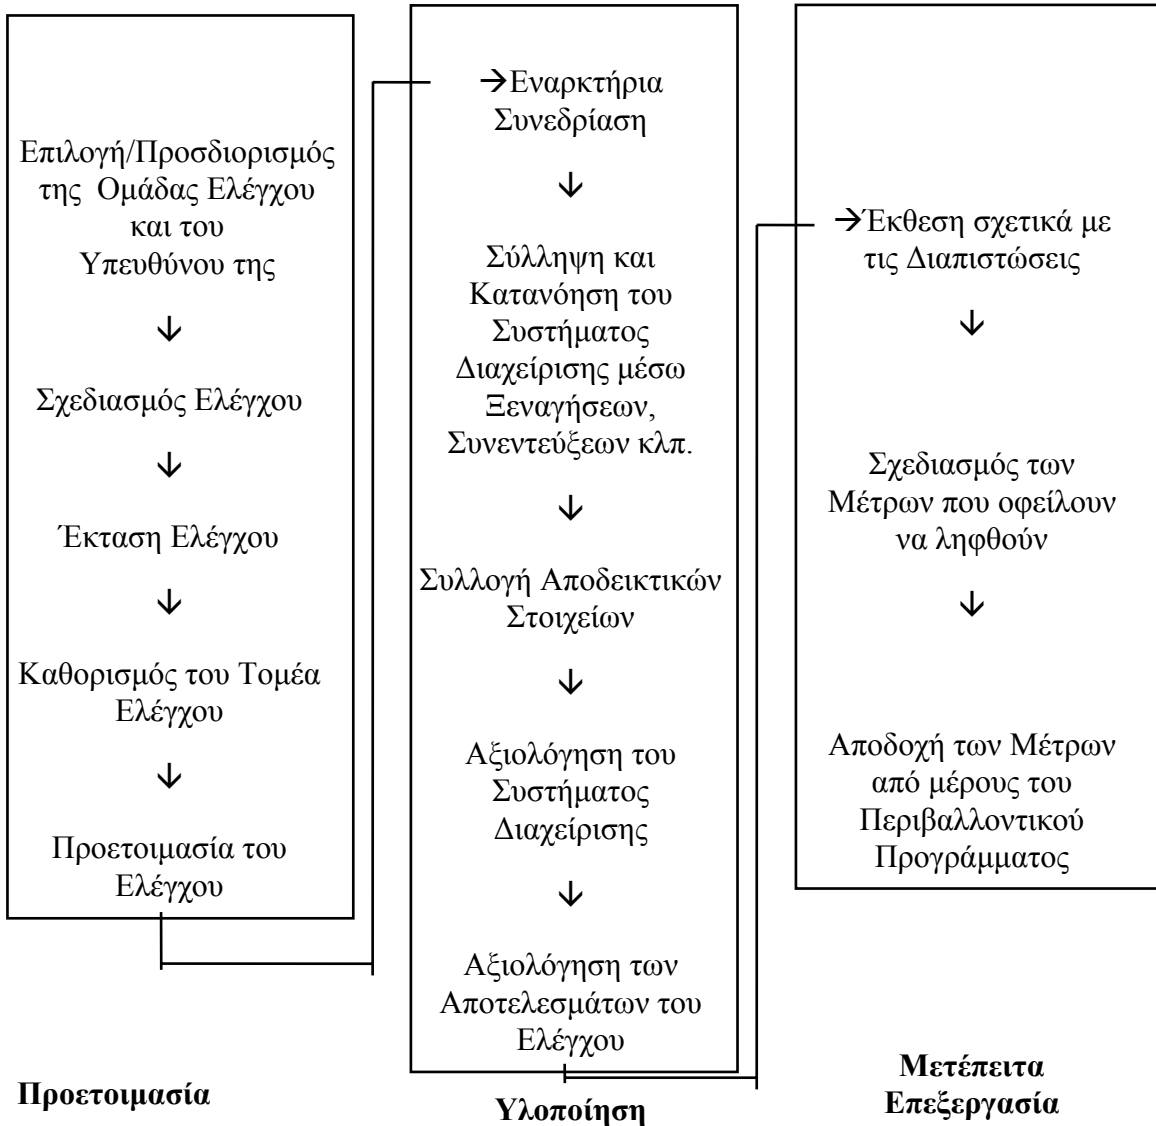 Επιλογή/Προσδιορισμός
της Ομάδας Ελέγχου
και του
Υπευθύνου της
↓
Σχεδιασμός Ελέγχου
↓
Έκταση Ελέγχου
↓
Καθορισμός του Τομέα
Ελέγχου
↓
Προετοιμασία του
Ελέγχου
Προετοιμασία
→Εναρκτήρια
Συνεδρίαση
↓
Σύλληψη και
Κατανόηση του
Συστήματος
Διαχείρισης μέσω
Ξεναγήσεων,
Συνεντεύξεων κλπ.
↓
Συλλογή Αποδεικτικών
Στοιχείων
↓
Αξιολόγηση του
Συστήματος
Διαχείρισης
↓
Αξιολόγηση των
Αποτελεσμάτων του
Ελέγχου
Υλοποίηση
→Έκθεση σχετικά με
τις Διαπιστώσεις
↓
Σχεδιασμός των
Μέτρων που οφείλουν
να ληφθούν
↓
Αποδοχή των Μέτρων
από μέρους του
Περιβαλλοντικού
Προγράμματος
Μετέπειτα
Επεξεργασία